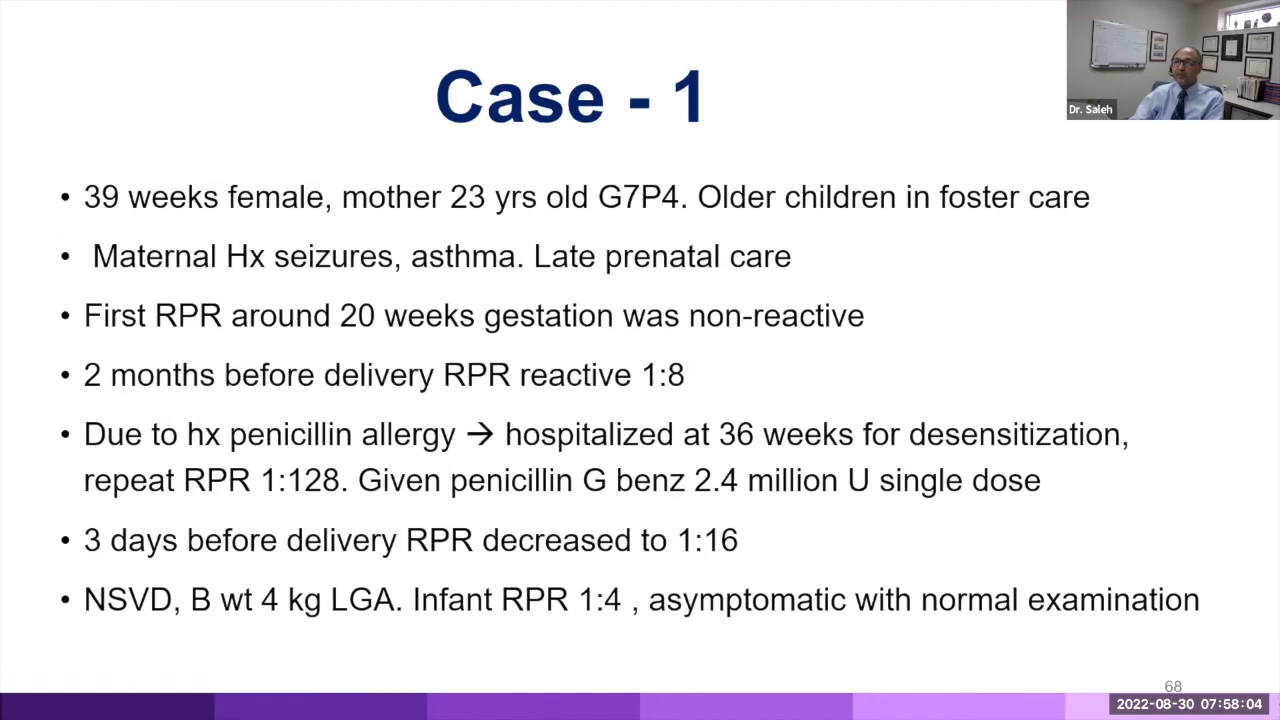 Case - 1
Dr. Saleh
• 39 weeks female, mother 23 yrs old G7P4. Older children in foster care
• Maternal Hx seizures, asthma. Late prenatal care
• First RPR around 20 weeks gestation was non-reactive
• 2 months before delivery RPR reactive 1:8
• Due to hx penicillin allergy → hospitalized at 36 weeks for desensitization,
repeat RPR 1:128. Given penicillin G benz 2.4 million U single dose
• 3 days before delivery RPR decreased to 1:16
• NSVD, B wt 4 kg LGA. Infant RPR 1:4 , asymptomatic with normal examination
68
2022-08-30 07:58:04